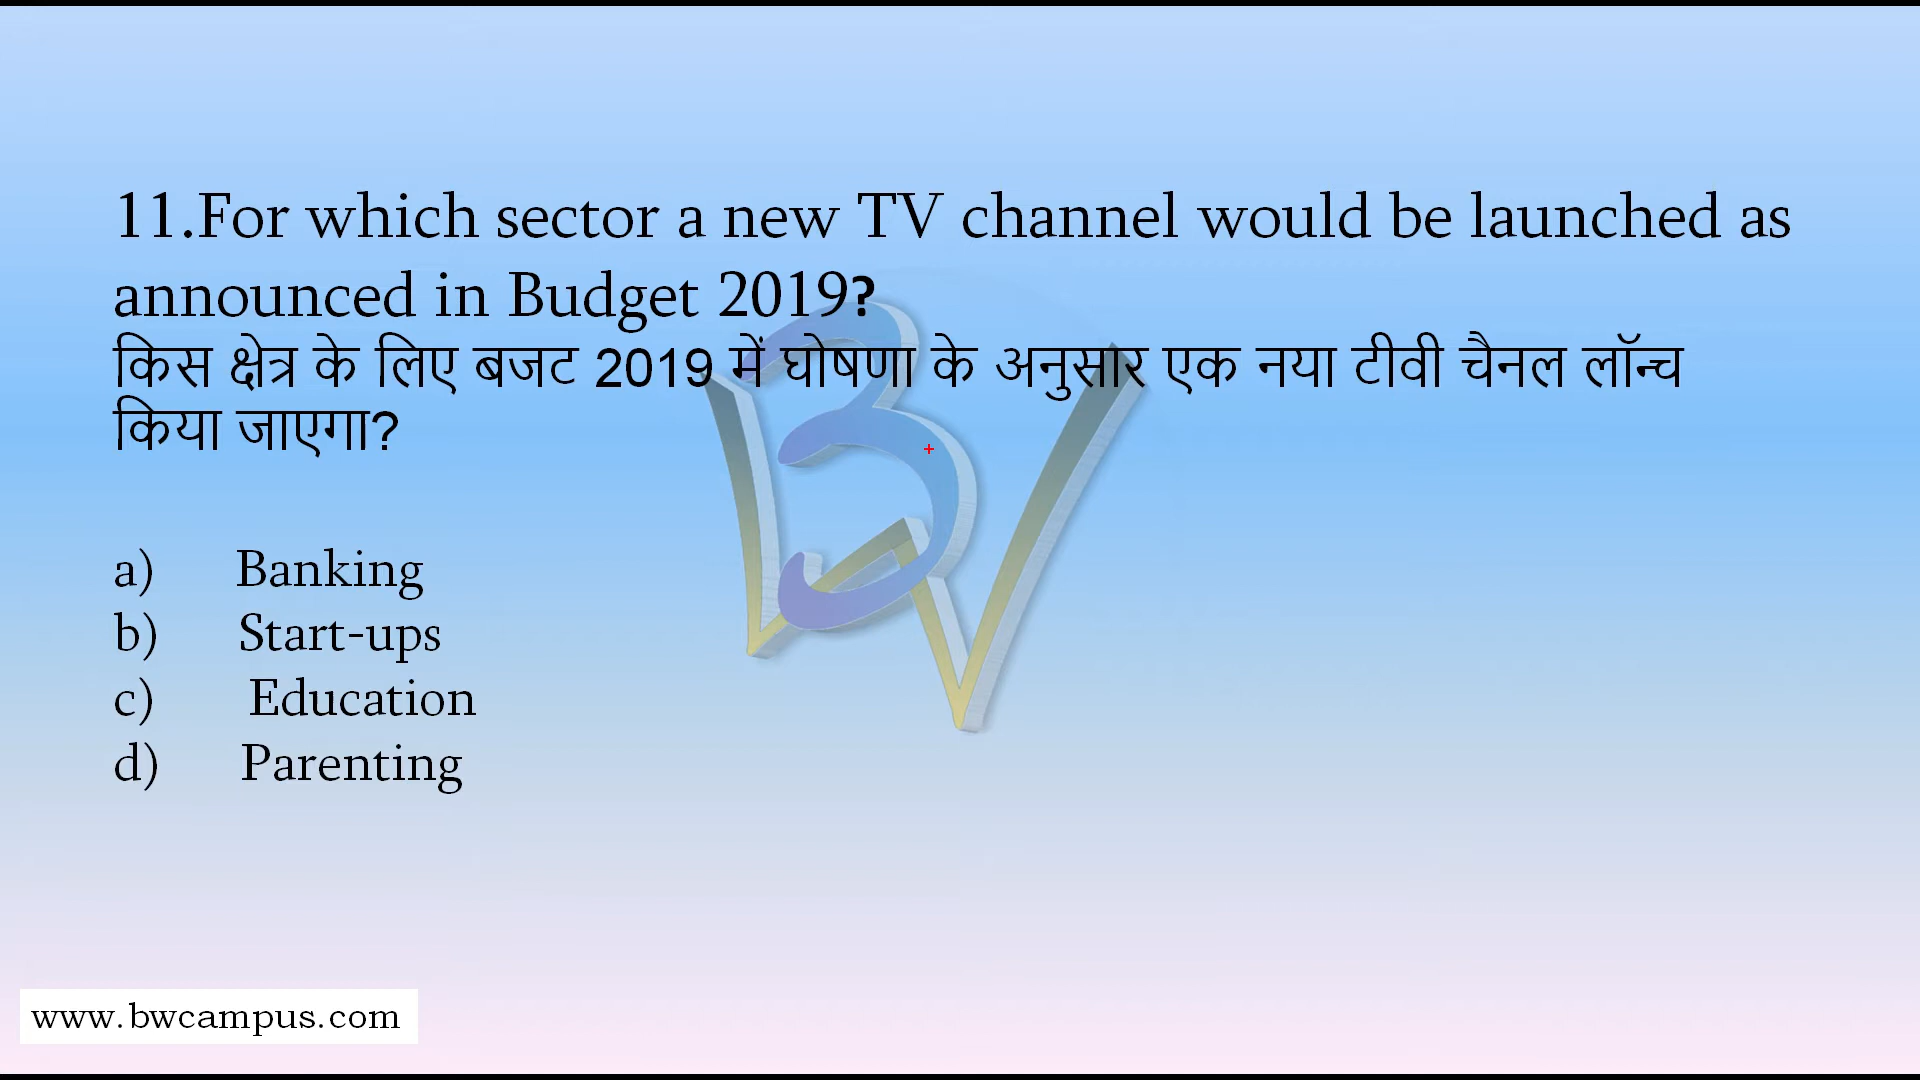 11.For which sector a new TV channel would be launched as
announced in Budget 2019?
किस क्षेत्र के लिए बजट 2019 में घोषणा के अनुसार एक नया टीवी चैनल लॉन्च
किया जाएगा?
a) Banking
b) Start-ups
c) Education
d) Parenting
www.bwcampus.com